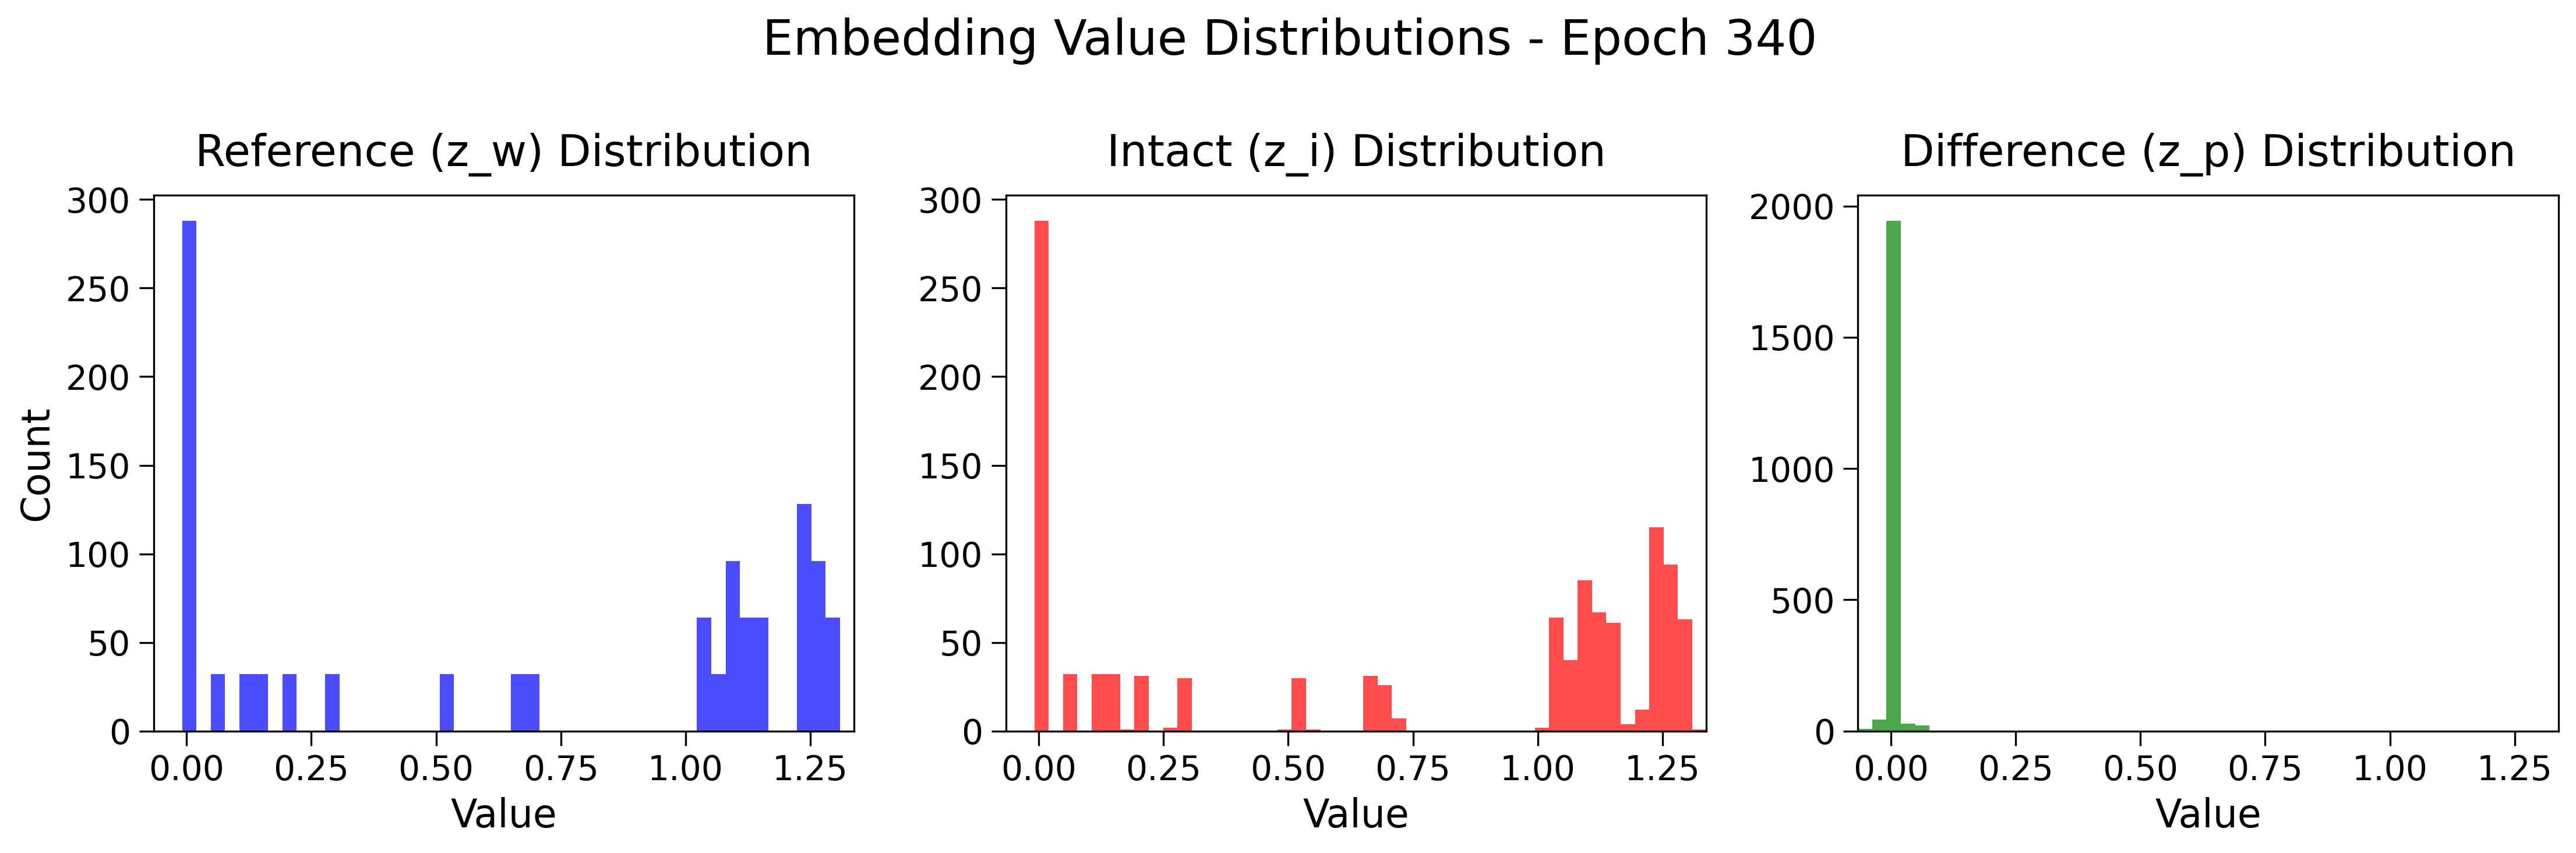 Embedding Value Distributions - Epoch 340
Reference (z_w) Distribution
Intact (z_i) Distribution
Difference (z_p) Distribution
Count
300
250
200
150
100
50
0
0.00 0.25 0.50 0.75 1.00 1.25
Value
300
250
200
150
100
50
0
0.00 0.25 0.50 0.75 1.00 1.25
Value
2000
1500
1000
500
0
0.00 0.25 0.50 0.75 1.00 1.25
Value